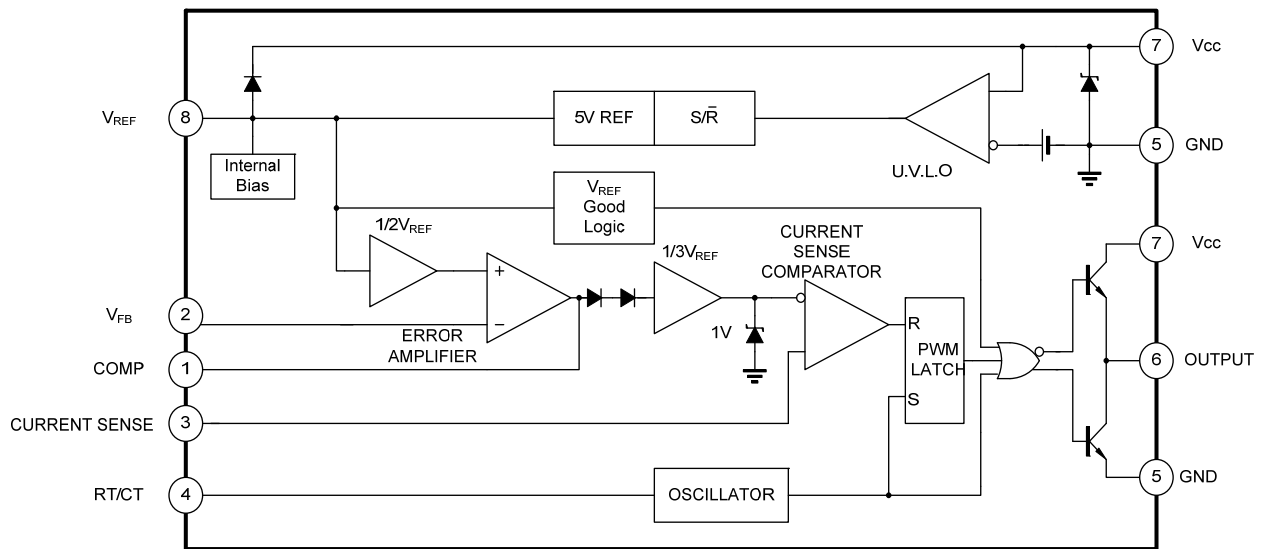 7 Vcc
VREF 8
5V REF S/R̄
U.V.L.O
5 GND
Internal
Bias
VREF
Good
Logic
1/2VREF
1/3VREF
CURRENT
SENSE
COMPARATOR
7 Vcc
+
−
VFB 2
ERROR
AMPLIFIER
1V
R
PWM
LATCH
S
COMP 1
6 OUTPUT
CURRENT SENSE 3
RT/CT 4
OSCILLATOR
5 GND